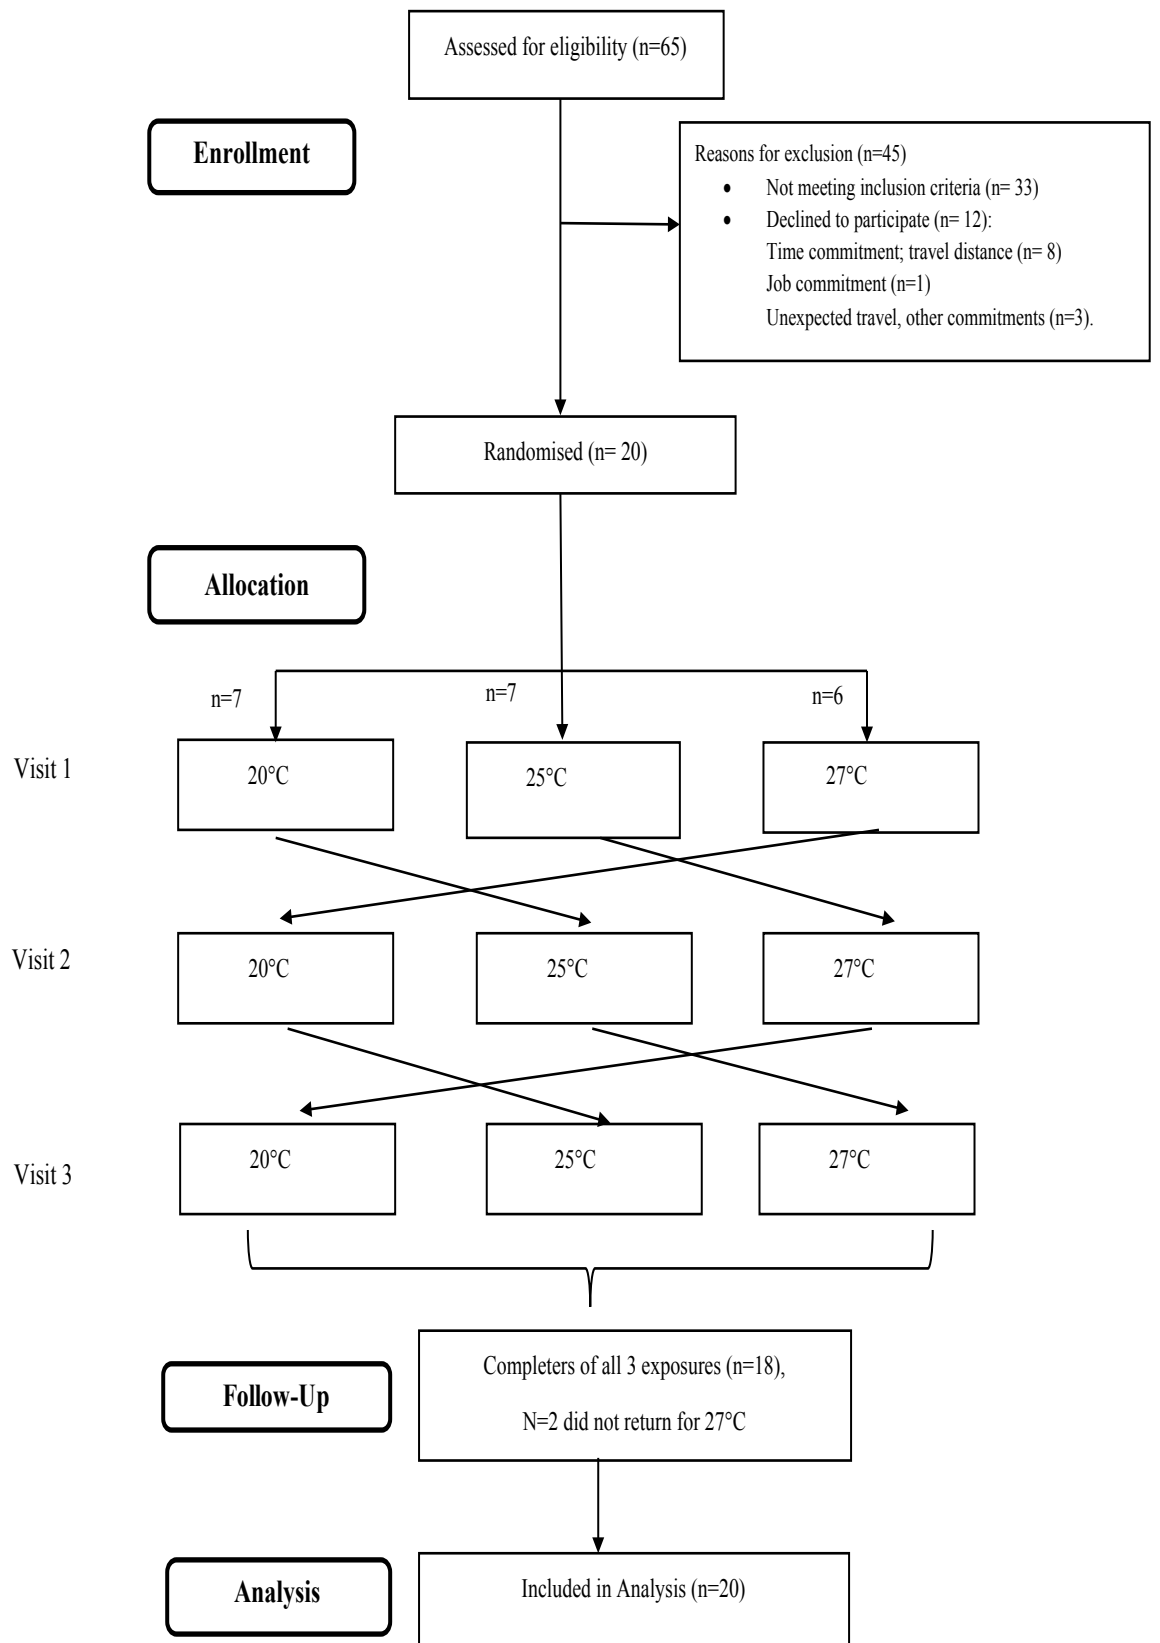 Assessed for eligibility (n=65)
Enrollment
Reasons for exclusion (n=45)
• Not meeting inclusion criteria (n= 33)
• Declined to participate (n= 12):
Time commitment; travel distance (n= 8)
Job commitment (n=1)
Unexpected travel, other commitments (n=3).
Randomised (n= 20)
Allocation
n=7
n=7
n=6
Visit 1
20°C
25°C
27°C
Visit 2
20°C
25°C
27°C
Visit 3
20°C
25°C
27°C
Follow-Up
Completers of all 3 exposures (n=18),
N=2 did not return for 27°C
Analysis
Included in Analysis (n=20)